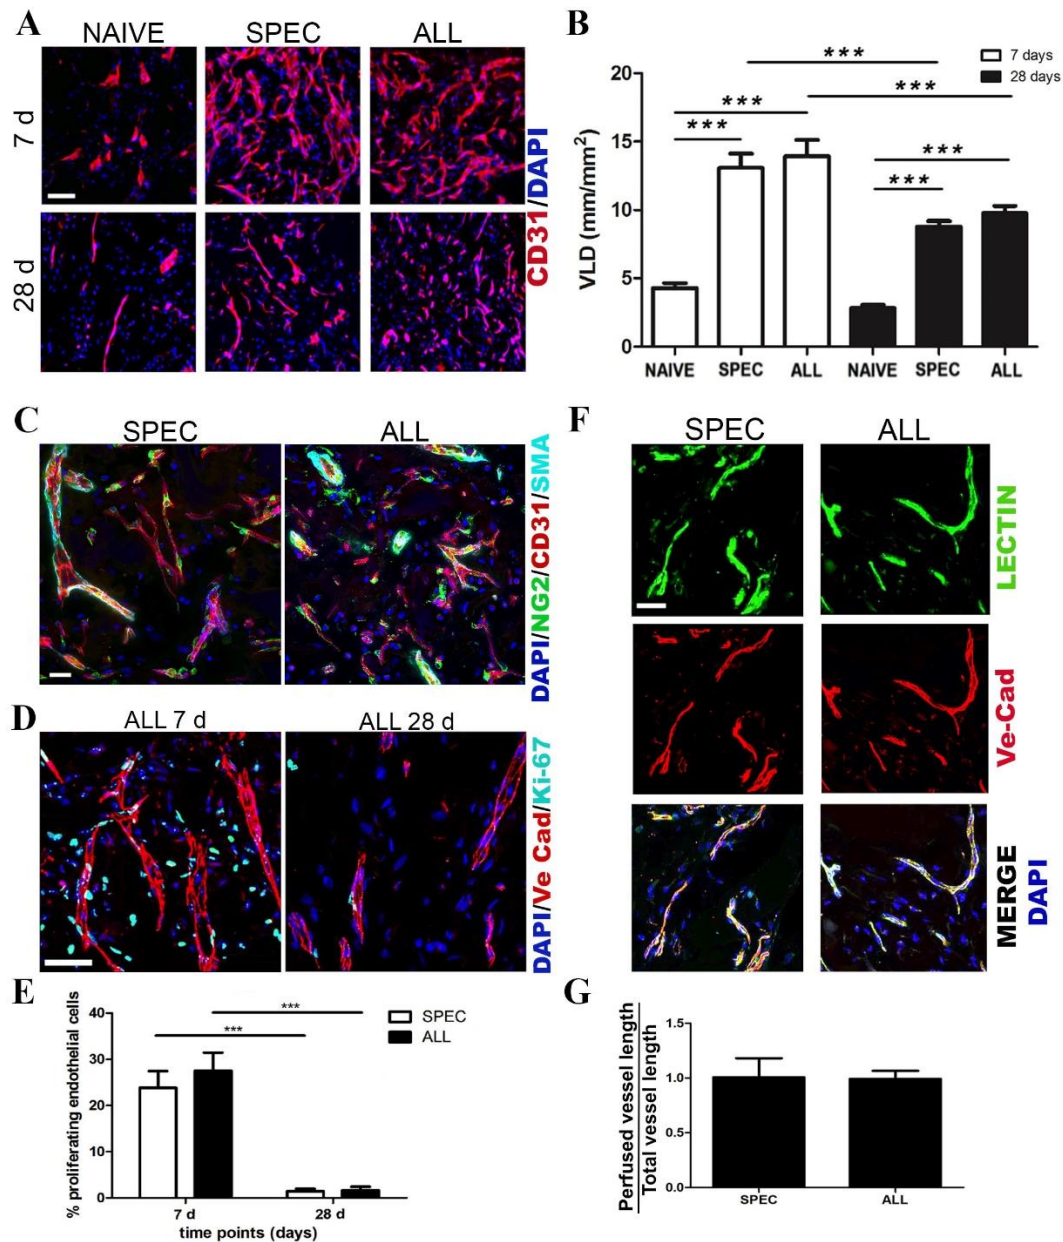 A
NAIVE SPEC ALL
7 d
28 d
CD31/DAPI
B
7 days
28 days
VLD (mm/mm²)
20
15
10
5
0
*** *** *** *** *** ***
NAIVE SPEC ALL NAIVE SPEC ALL
C
SPEC ALL
DAPI/NG2/CD31/SMA
D
ALL 7 d ALL 28 d
DAPI/Ve Cad/Ki-67
E
% proliferating endothelial cells
40
30
20
10
0
*** ***
SPEC
ALL
7 d 28 d
time points (days)
F
SPEC ALL
LECTIN
Ve-Cad
MERGE
DAPI
G
Perfused vessel length
Total vessel length
1.5
1.0
0.5
0.0
SPEC ALL